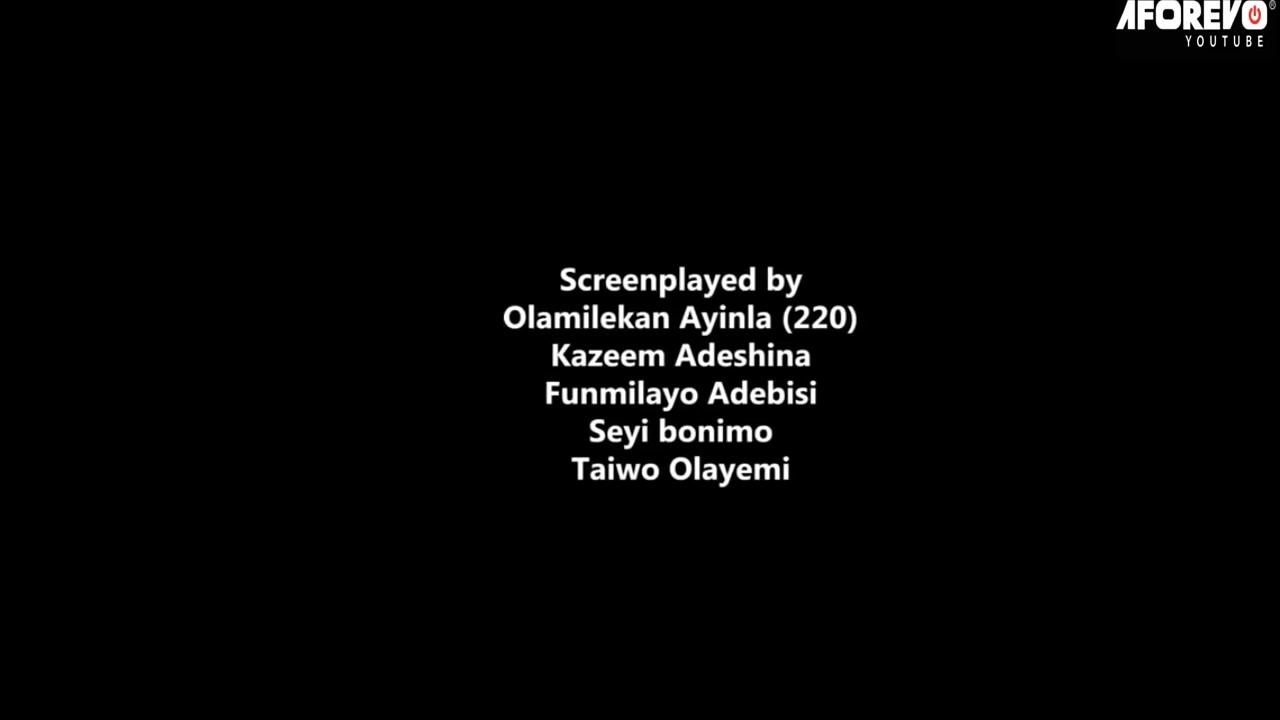 AFOREVO®
YOUTUBE
Screenplayed by
Olamilekan Ayinla (220)
Kazeem Adeshina
Funmilayo Adebisi
Seyi bonimo
Taiwo Olayemi